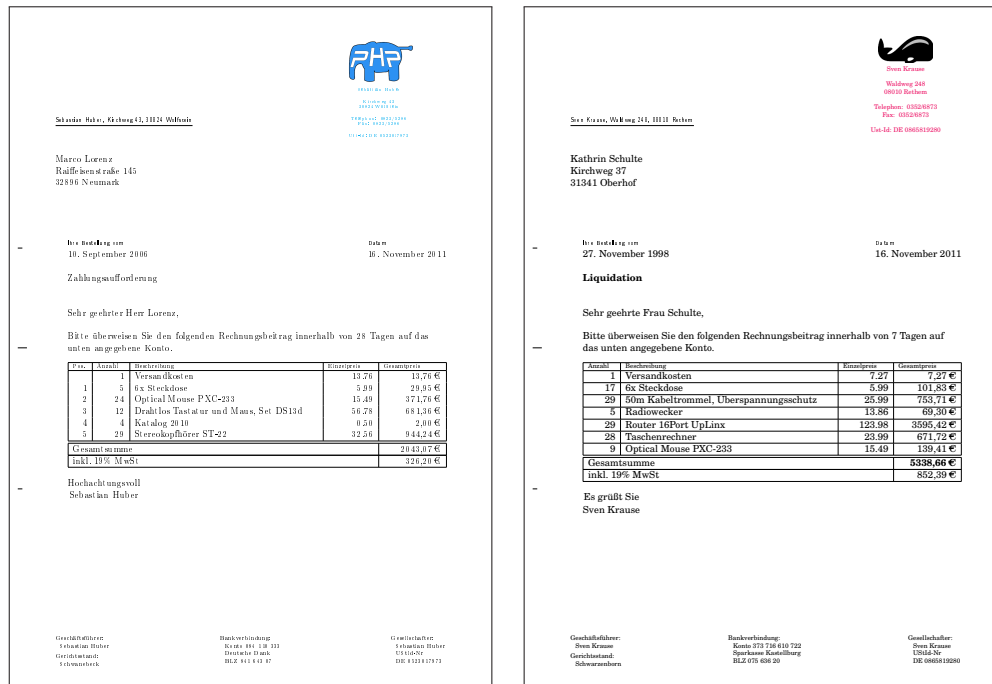 PHP
Sebastian Huber, Kirchweg 43, 38024 Wolfstein
Marco Lorenz
Raiffeisenstraße 145
32896 Neumark
Ihre Bestellung vom
Datum
10. September 2006
16. November 2011
Zahlungsaufforderung
Sehr geehrter Herr Lorenz,
Bitte überweisen Sie den folgenden Rechnungsbeitrag innerhalb von 28 Tagen auf das
unten angegebene Konto.
Pos. Anzahl Beschreibung Einzelpreis Gesamtpreis
1 Versandkosten 13.76 13,76 €
1 5 6x Steckdose 5.99 29,95 €
2 24 Optical Mouse PXC-233 15.49 371,76 €
3 12 Drahtlos Tastatur und Maus, Set DS13d 56.78 681,36 €
4 4 Katalog 2010 0.50 2,00 €
5 29 Stereokopfhörer ST-22 32.56 944,24 €
Gesamtsumme 2043,07 €
inkl. 19% MwSt 326,20 €
Hochachtungsvoll
Sebastian Huber
Geschäftsführer:
Sebastian Huber
Gerichtsstand:
Schwanebeck
Bankverbindung:
Deutsche Bank
Gesellschafter:
Sebastian Huber
UStId-Nr
Sven Krause
Waldweg 248
08010 Rethem
Telephon: 0352/6873
Fax: 0352/6873
Ust-Id: DE 0865819280
Sven Krause, Waldweg 248, 08010 Rethem
Kathrin Schulte
Kirchweg 37
31341 Oberhof
Ihre Bestellung vom
Datum
27. November 1998
16. November 2011
Liquidation
Sehr geehrte Frau Schulte,
Bitte überweisen Sie den folgenden Rechnungsbeitrag innerhalb von 7 Tagen auf
das unten angegebene Konto.
Anzahl Beschreibung Einzelpreis Gesamtpreis
1 Versandkosten 7.27 7,27 €
17 6x Steckdose 5.99 101,83 €
29 50m Kabeltrommel, Überspannungsschutz 25.99 753,71 €
5 Radiowecker 13.86 69,30 €
29 Router 16Port UpLinx 123.98 3595,42 €
28 Taschenrechner 23.99 671,72 €
9 Optical Mouse PXC-233 15.49 139,41 €
Gesamtsumme 5338,66 €
inkl. 19% MwSt 852,39 €
Es grüßt Sie
Sven Krause
Geschäftsführer:
Sven Krause
Gerichtsstand:
Schwarzenborn
Bankverbindung:
Konto 373 716 610 722
Sparkasse Kastellburg
BLZ 075 636 20
Gesellschafter:
Sven Krause
UStId-Nr
DE 0865819280